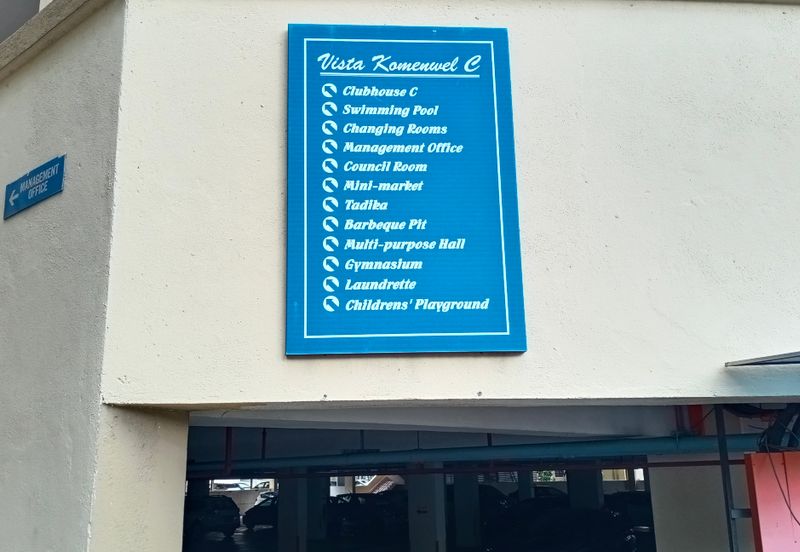 Vista Komenwel C
Clubhouse C
Swimming Pool
Changing Rooms
Management Office
Council Room
Mini-market
Tadika
Barbeque Pit
Multi-purpose Hall
Gymnasium
Laundrette
Childrens' Playground
MANAGEMENT
OFFICE